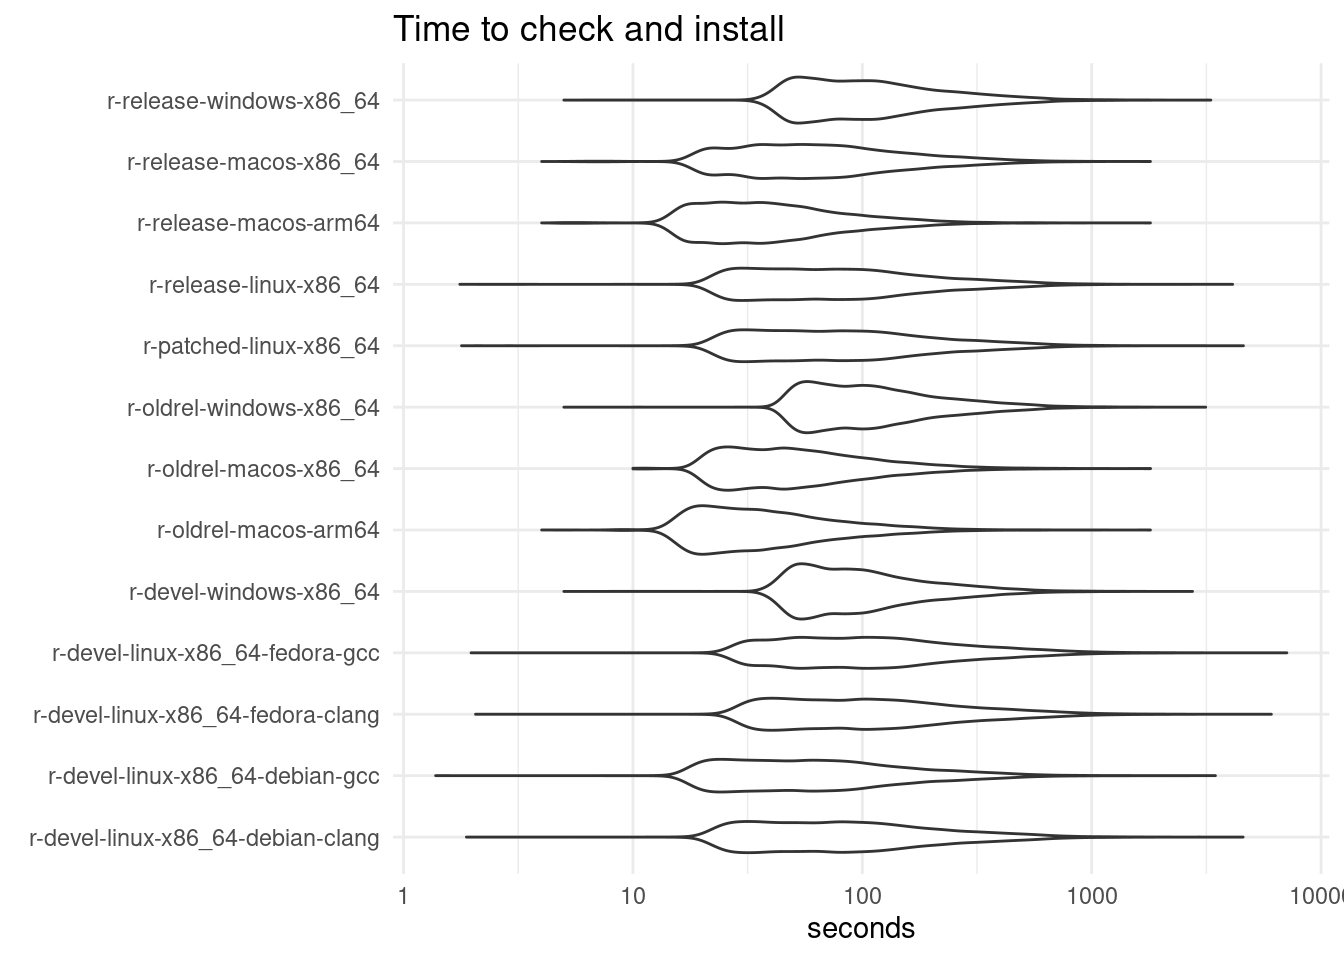 Time to check and install
r-release-windows-x86_64
r-release-macos-x86_64
r-release-macos-arm64
r-release-linux-x86_64
r-patched-linux-x86_64
r-oldrel-windows-x86_64
r-oldrel-macos-x86_64
r-oldrel-macos-arm64
r-devel-windows-x86_64
r-devel-linux-x86_64-fedora-gcc
r-devel-linux-x86_64-fedora-clang
r-devel-linux-x86_64-debian-gcc
r-devel-linux-x86_64-debian-clang
1 10 100 1000 10000
seconds